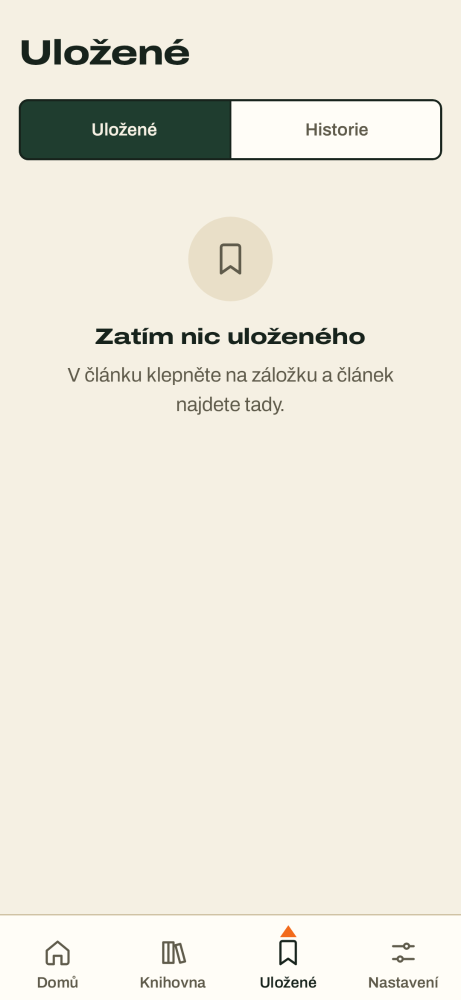 Uložené
Uložené
Historie
Zatím nic uloženého
V článku klepněte na záložku a článek
najdete tady.
Domů
Knihovna
Uložené
Nastavení